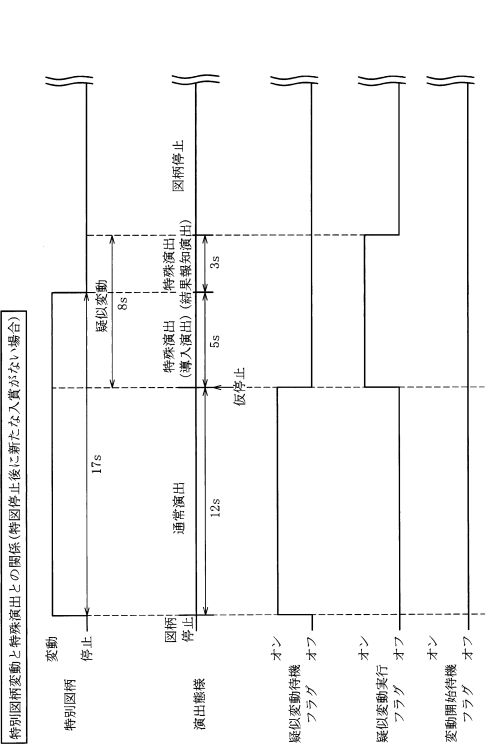 特別図柄変動と特殊演出との関係(特図停止後に新たな入賞がない場合)
特別図柄
変動
停止
17s
疑似変動
8s
演出態様
図柄
停止
通常演出
12s
特殊演出
(導入演出)
5s
特殊演出
(結果報知演出)
3s
図柄停止
仮停止
疑似変動待機
フラグ
オン
オフ
疑似変動実行
フラグ
オン
オフ
変動開始待機
フラグ
オン
オフ